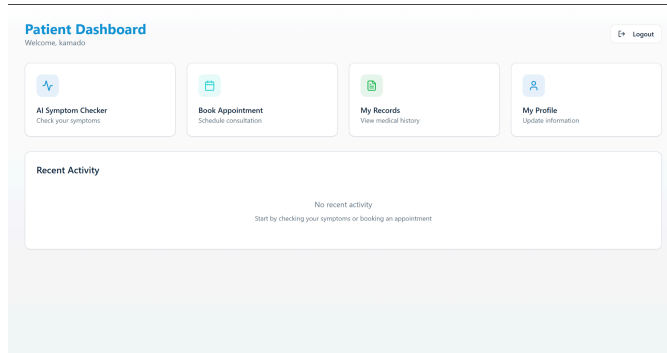 Patient Dashboard
Welcome, kamado
Logout
AI Symptom Checker
Check your symptoms
Book Appointment
Schedule consultation
My Records
View medical history
My Profile
Update information
Recent Activity
No recent activity
Start by checking your symptoms or booking an appointment